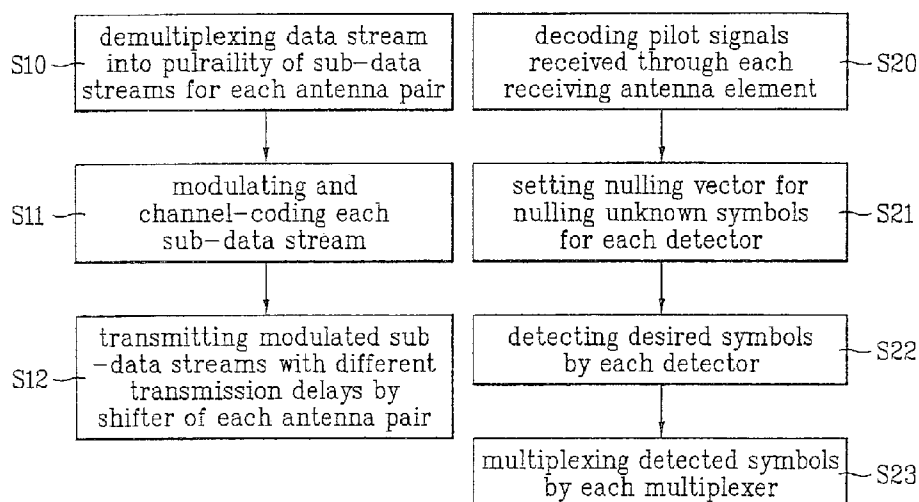 S10
demultiplexing data stream
into pulraility of sub-data
streams for each antenna pair
S11
modulating and
channel-coding each
sub-data stream
S12
transmitting modulated sub
-data streams with different
transmission delays by
shifter of each antenna pair
decoding pilot signals
received through each
receiving antenna element
S20
setting nulling vector for
nulling unknown symbols
for each detector
S21
detecting desired symbols
by each detector
S22
multiplexing detected symbols
by each multiplexer
S23